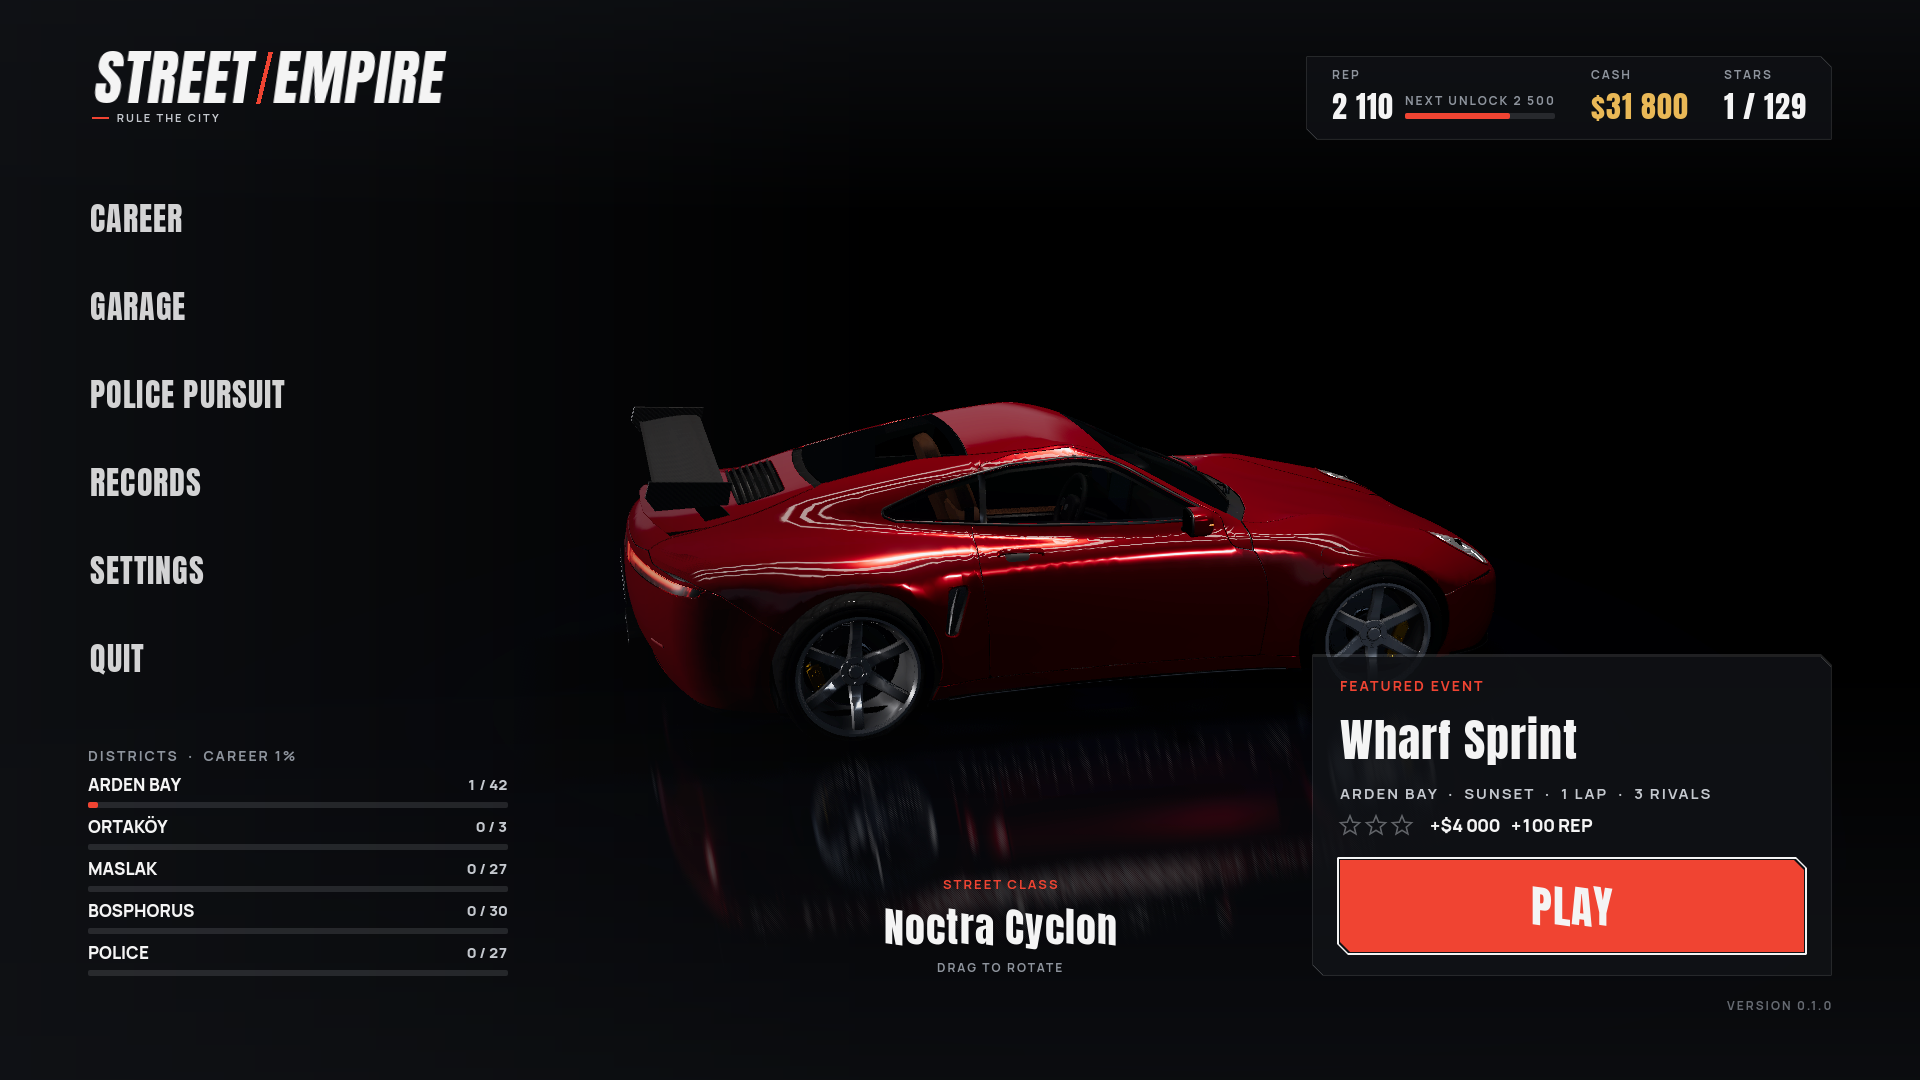 STREET/EMPIRE
RULE THE CITY
REP
2 110 NEXT UNLOCK 2 500
CASH
$31 800
STARS
1 / 129
CAREER
GARAGE
POLICE PURSUIT
RECORDS
SETTINGS
QUIT
DISTRICTS · CAREER 1%
ARDEN BAY 1 / 42
ORTAKÖY 0 / 3
MASLAK 0 / 27
BOSPHORUS 0 / 30
POLICE 0 / 27
STREET CLASS
Noctra Cyclon
DRAG TO ROTATE
FEATURED EVENT
Wharf Sprint
ARDEN BAY · SUNSET · 1 LAP · 3 RIVALS
+$4 000 +100 REP
PLAY
VERSION 0.1.0